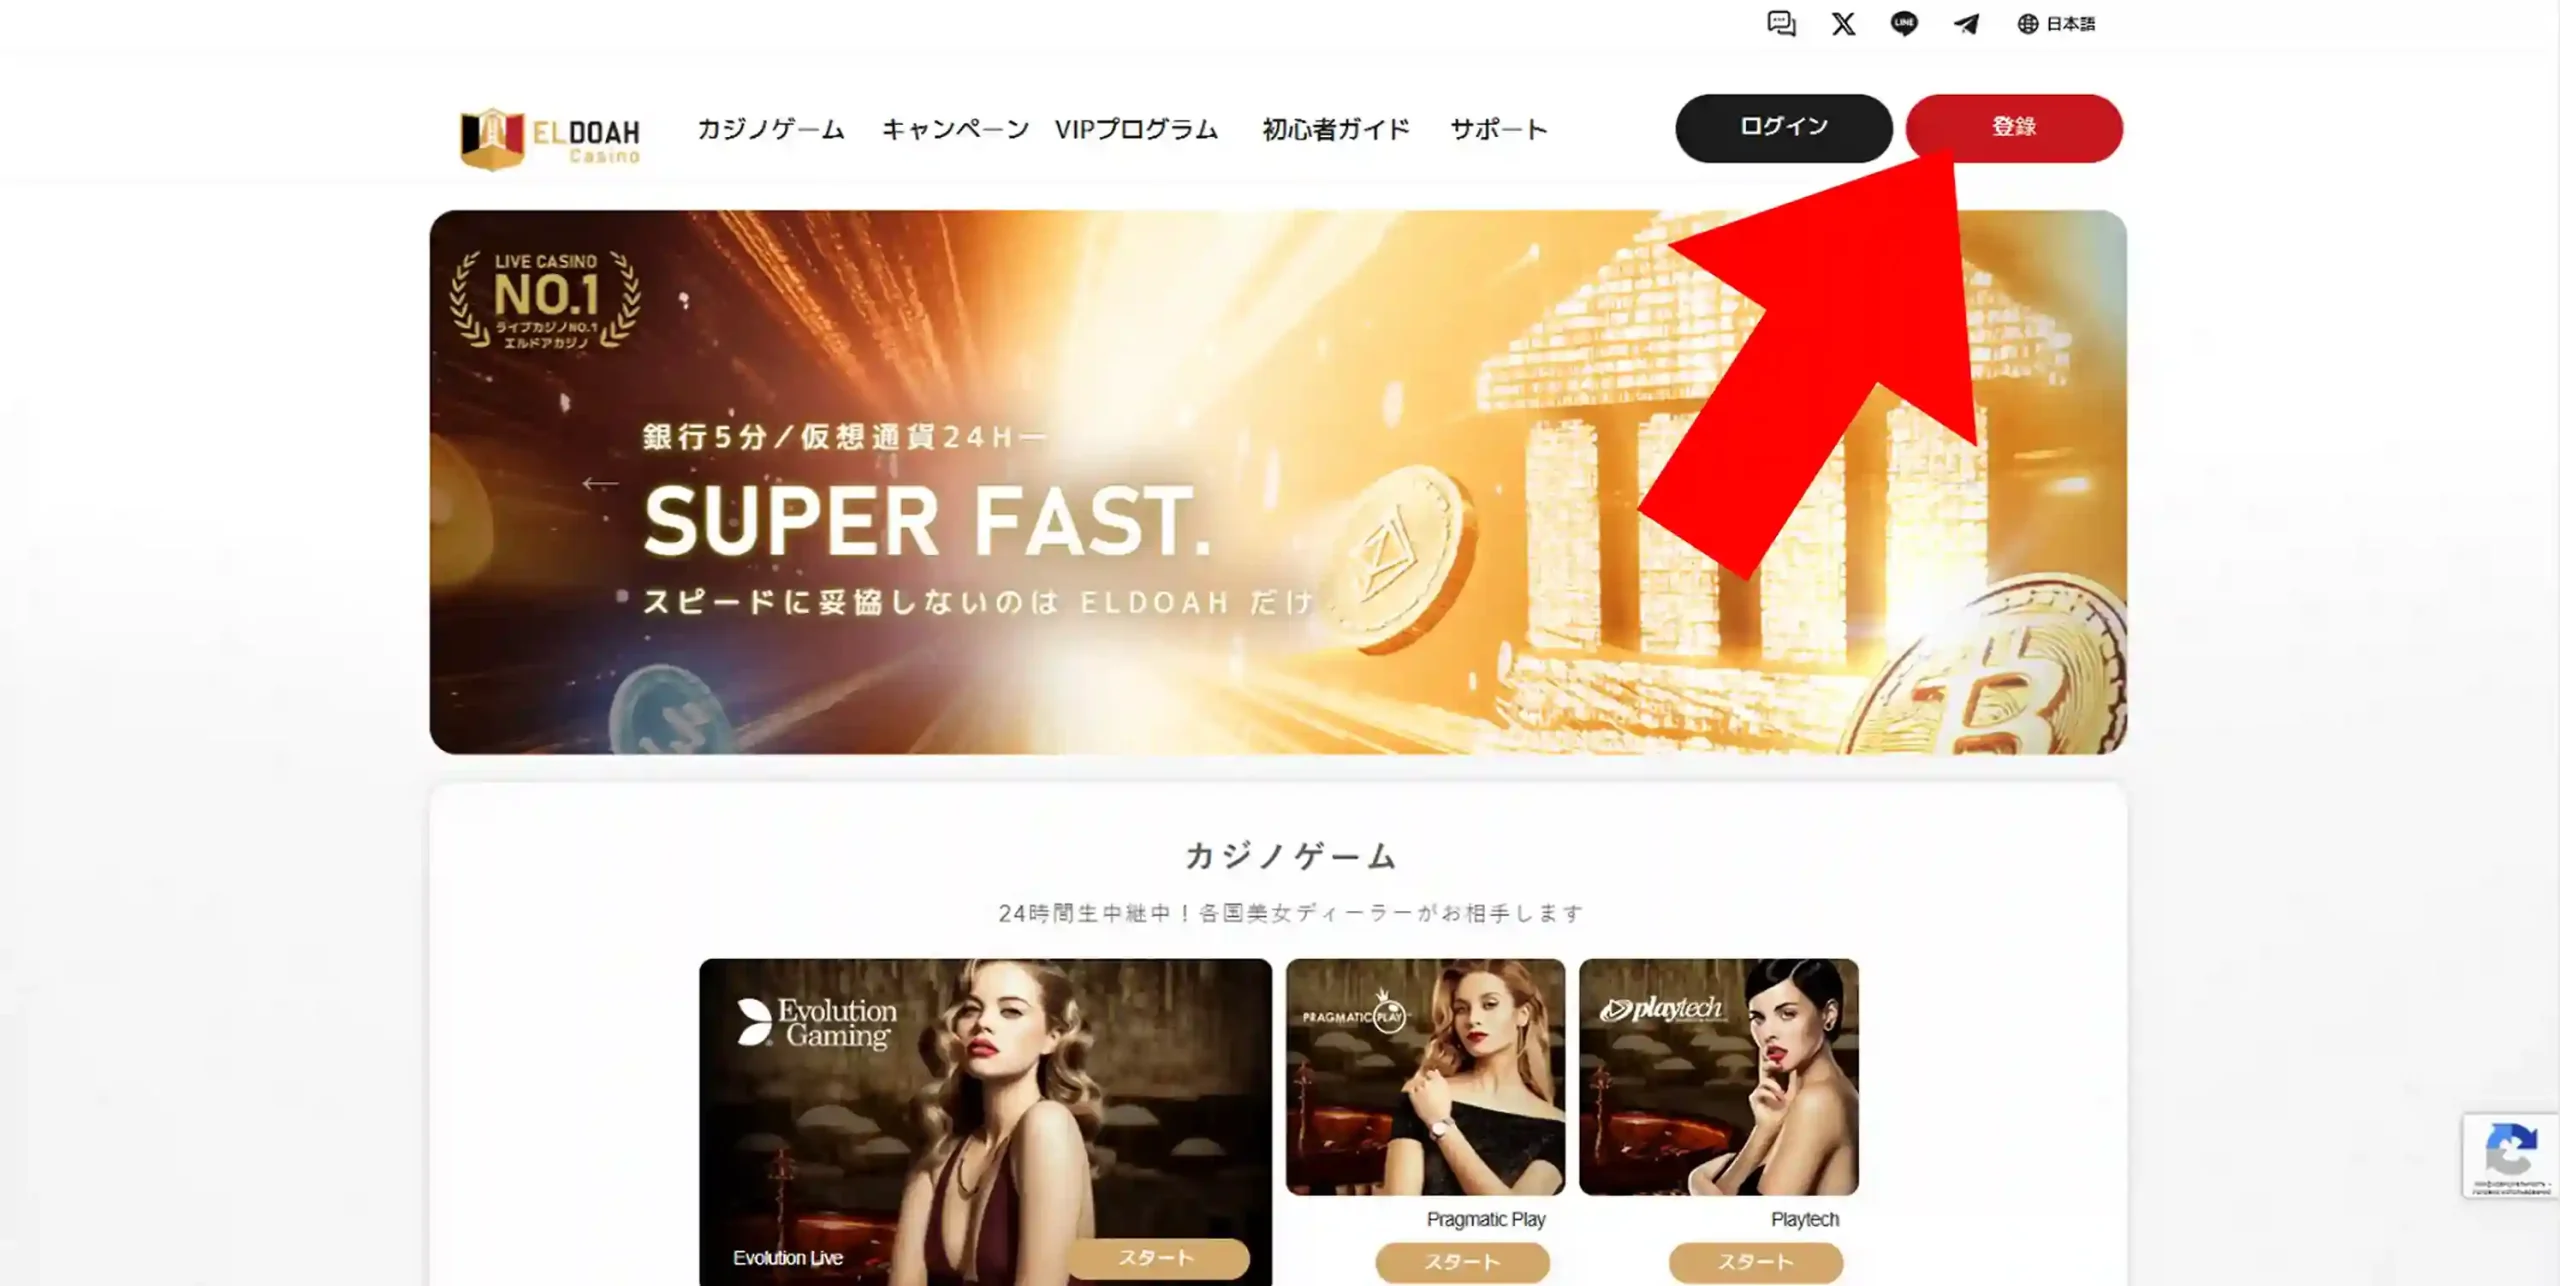 日本語
ELDOAH
Casino
カジノゲーム キャンペーン VIPプログラム 初心者ガイド サポート
ログイン 登錄
LIVE CASINO
NO.1
ライブカジノNO.1
エルドアカジノ
銀行5分/仮想通貨24H—
SUPER FAST.
スピードに妥協しないのは ELDOAH だけ
カジノゲーム
24時間生中継中！各国美女ディーラーがお相手します
Evolution
Gaming
PRAGMATIC PLAY
playtech
Pragmatic Play
Playtech
Evolution Live
スタート
スタート
スタート